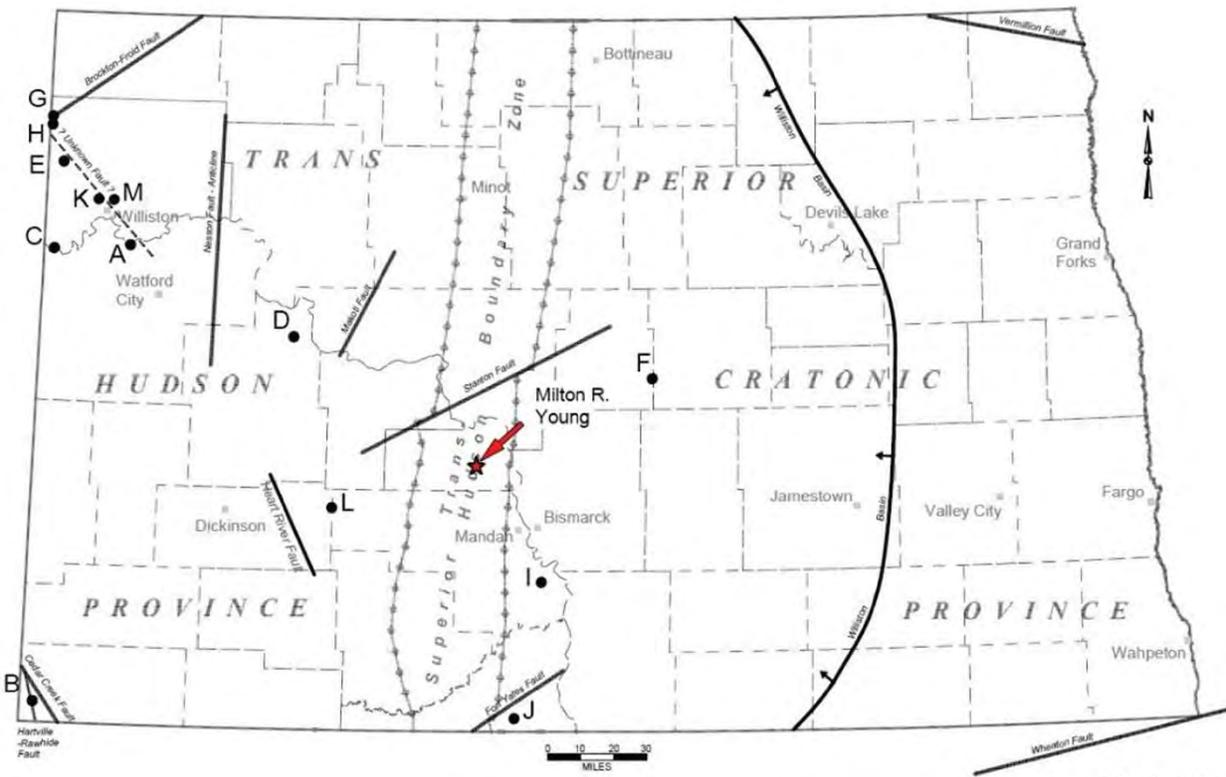 Brockton-Froid Fault
Vermillion Fault
Bottineau
G
H
? Unknown Fault ?
E
K
M
Williston
C
A
Watford
City
Nesson Fault - Anticline
TRANS
Minot
Superior Trans Hudson Boundary Zone
SUPERIOR
Williston
Basin
Devils Lake
N
Grand
Forks
D
Makoti Fault
HUDSON
Stanton Fault
F
CRATONIC
Milton R.
Young
L
Dickinson
Heart River Fault
Mandan
Bismarck
Jamestown
Basin
Valley City
Fargo
I
PROVINCE
PROVINCE
Williston
Wahpeton
B
Cedar Creek Fault
Fort Yates Fault
J
Hartville
-Rawhide
Fault
0 10 20 30
MILES
Wheaton Fault